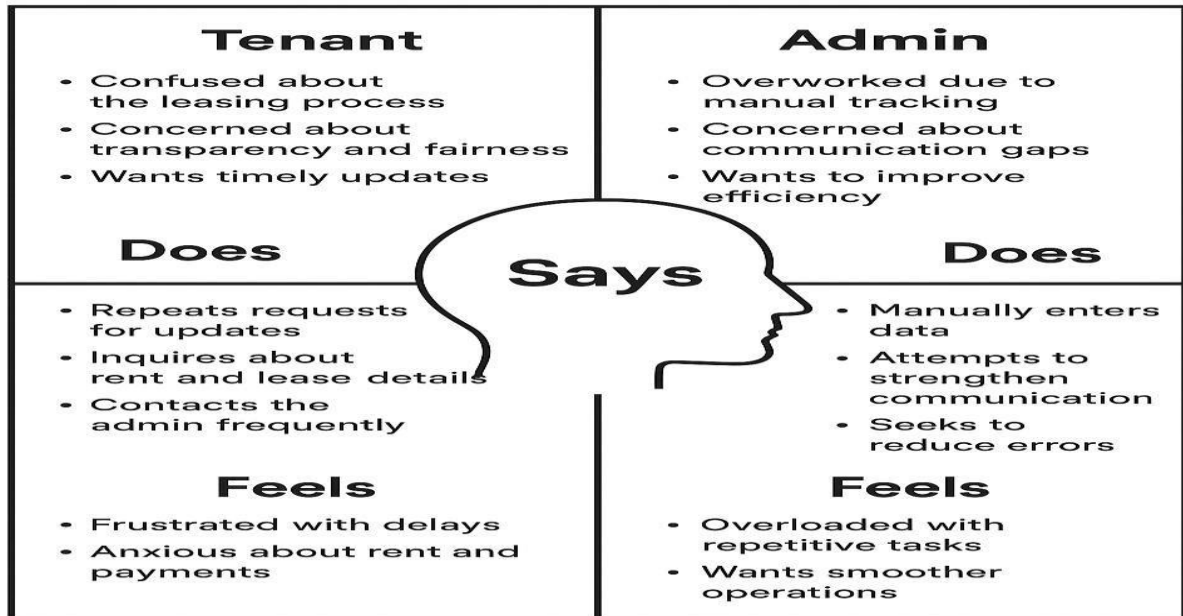 Tenant
• Confused about
the leasing process
• Concerned about
transparency and fairness
• Wants timely updates
Admin
• Overworked due to
manual tracking
• Concerned about
communication gaps
• Wants to improve
efficiency
Says
Does
• Repeats requests
for updates
• Inquires about
rent and lease details
• Contacts the
admin frequently
Does
• Manually enters
data
• Attempts to
strengthen
communication
• Seeks to
reduce errors
Feels
• Frustrated with delays
• Anxious about rent and
payments
Feels
• Overloaded with
repetitive tasks
• Wants smoother
operations